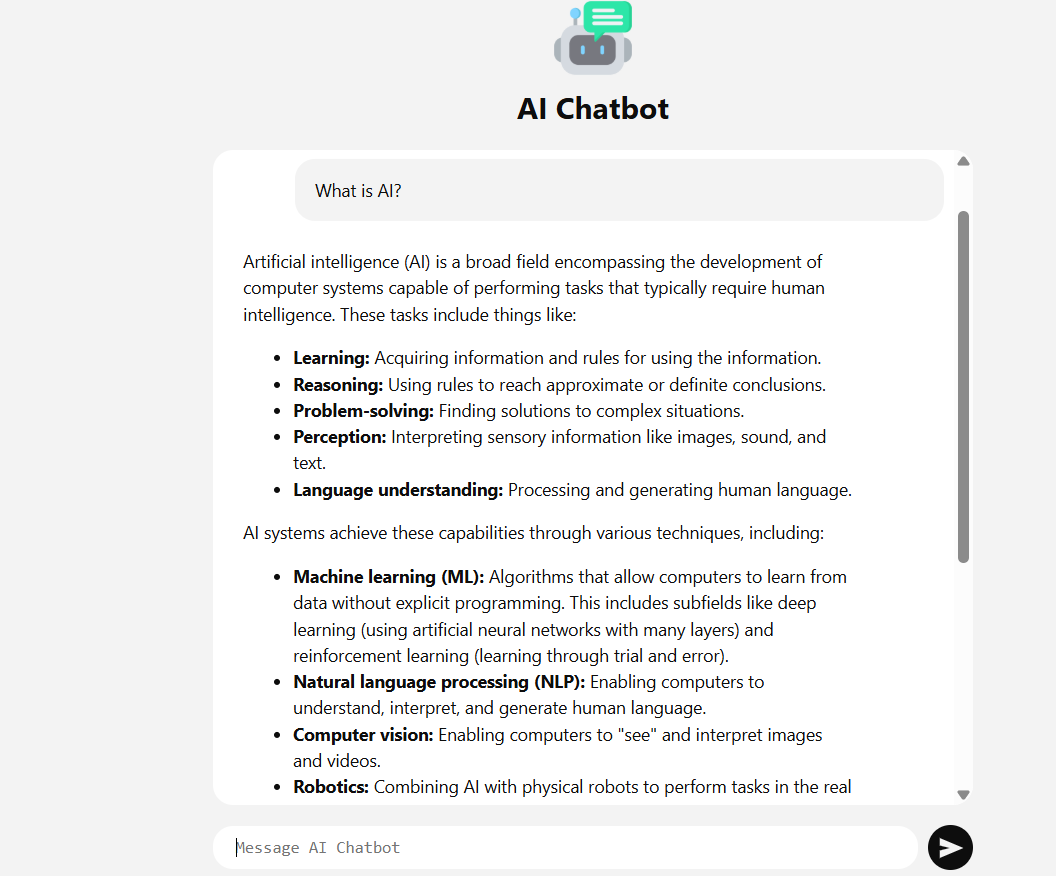 AI Chatbot
What is AI?
Artificial intelligence (AI) is a broad field encompassing the development of
computer systems capable of performing tasks that typically require human
intelligence. These tasks include things like:
• Learning: Acquiring information and rules for using the information.
• Reasoning: Using rules to reach approximate or definite conclusions.
• Problem-solving: Finding solutions to complex situations.
• Perception: Interpreting sensory information like images, sound, and
text.
• Language understanding: Processing and generating human language.
AI systems achieve these capabilities through various techniques, including:
• Machine learning (ML): Algorithms that allow computers to learn from
data without explicit programming. This includes subfields like deep
learning (using artificial neural networks with many layers) and
reinforcement learning (learning through trial and error).
• Natural language processing (NLP): Enabling computers to
understand, interpret, and generate human language.
• Computer vision: Enabling computers to "see" and interpret images
and videos.
• Robotics: Combining AI with physical robots to perform tasks in the real
Message AI Chatbot